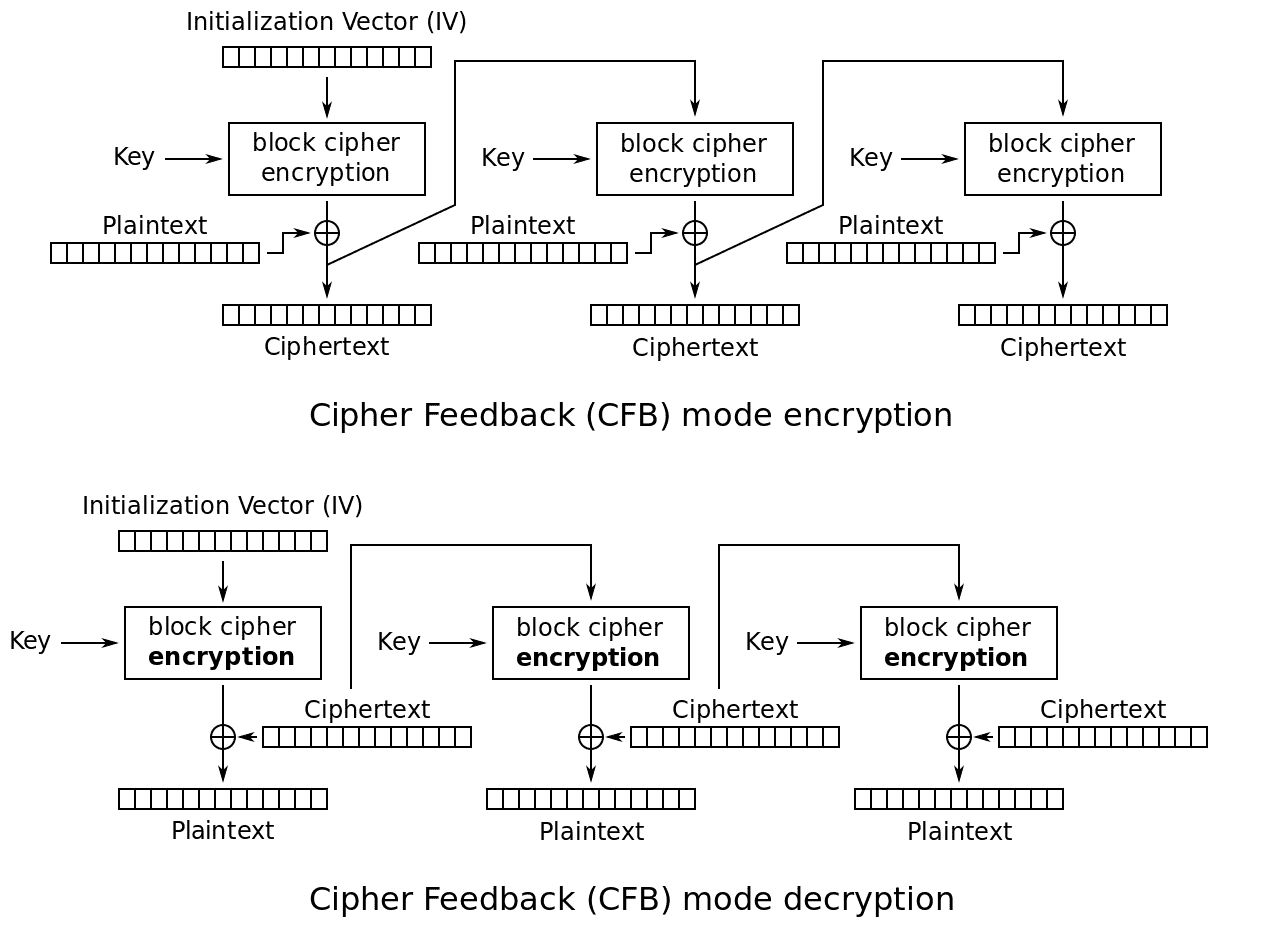 Initialization Vector (IV)
block cipher
encryption
Key
Plaintext
Ciphertext
block cipher
encryption
Key
Plaintext
Ciphertext
block cipher
encryption
Key
Plaintext
Ciphertext
Cipher Feedback (CFB) mode encryption
Initialization Vector (IV)
Key
block cipher
encryption
Ciphertext
Plaintext
Key
block cipher
encryption
Ciphertext
Plaintext
Key
block cipher
encryption
Ciphertext
Plaintext
Cipher Feedback (CFB) mode decryption